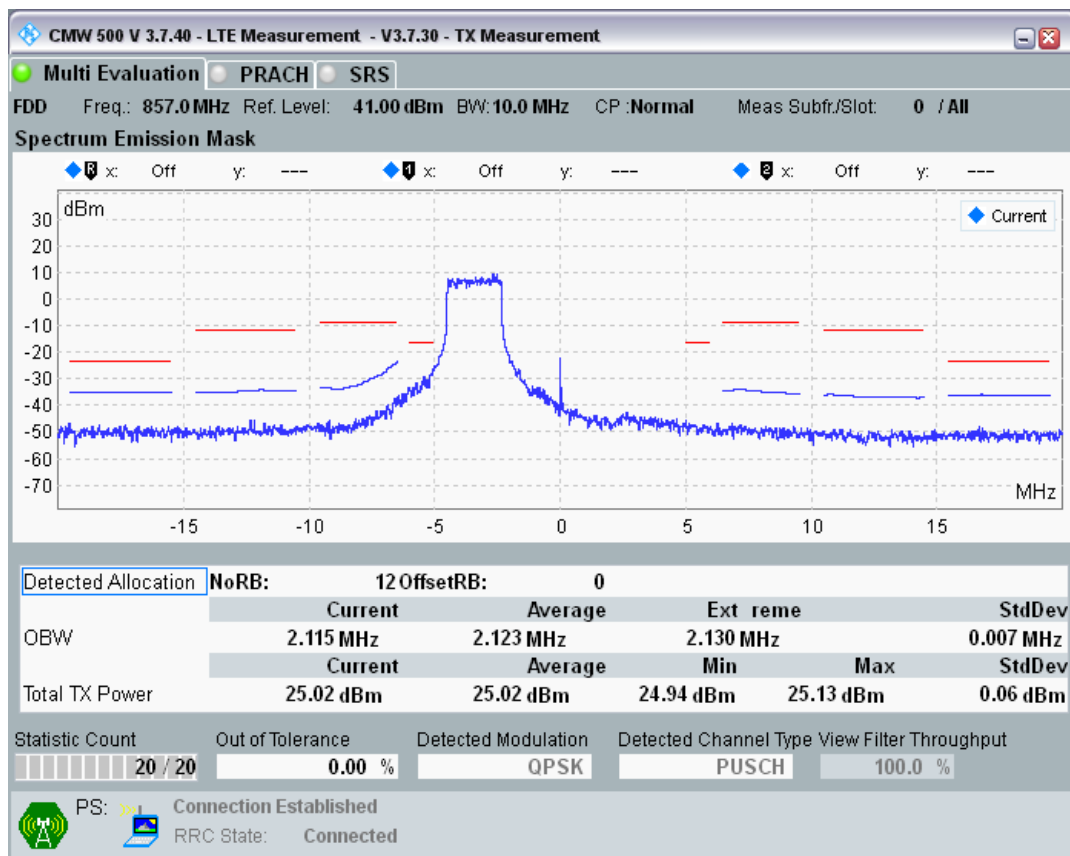 CMW 500 V 3.7.40 - LTE Measurement - V3.7.30 - TX Measurement
Multi Evaluation PRACH SRS
FDD Freq.: 857.0 MHz Ref. Level: 41.00 dBm BW: 10.0 MHz CP :Normal Meas Subfr./Slot: 0 / All
Spectrum Emission Mask
R x: Off y: --- 1 x: Off y: --- 2 x: Off y: ---
dBm
Current
30
20
10
0
-10
-20
-30
-40
-50
-60
-70
MHz
-15 -10 -5 0 5 10 15
Detected Allocation NoRB: 12 OffsetRB: 0
Current Average Ext reme StdDev
OBW 2.115 MHz 2.123 MHz 2.130 MHz 0.007 MHz
Current Average Min Max StdDev
Total TX Power 25.02 dBm 25.02 dBm 24.94 dBm 25.13 dBm 0.06 dBm
Statistic Count Out of Tolerance Detected Modulation Detected Channel Type View Filter Throughput
20 / 20 0.00 % QPSK PUSCH 100.0 %
PS: Connection Established
RRC State: Connected